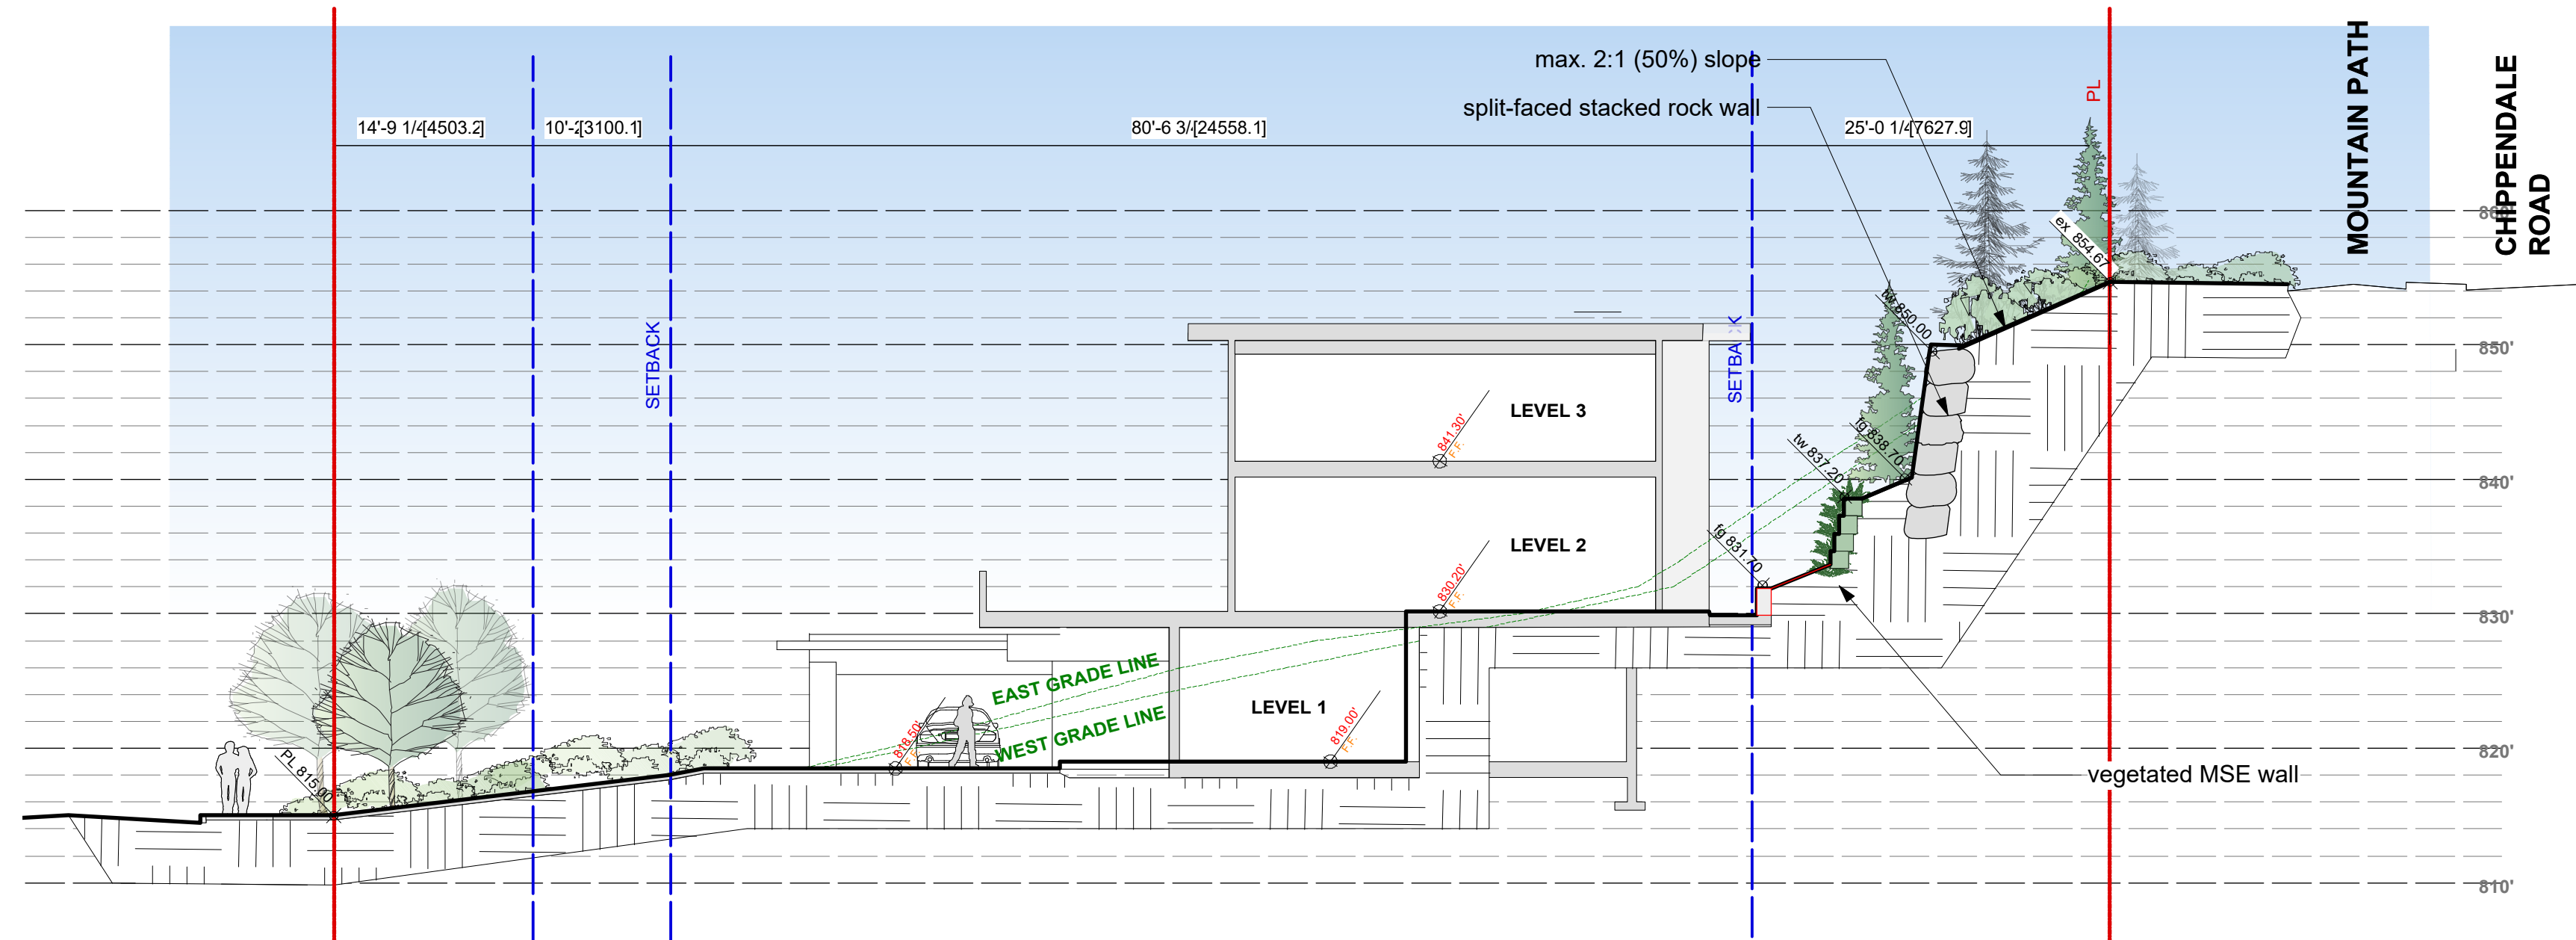 max. 2:1 (50%) slope
split-faced stacked rock wall
PL
MOUNTAIN PATH
CHIPPENDALE
ROAD
14'-9 1/4[4503.2]
[3100.1]
80'-6 3/4[24558.1]
25'-0 1/4[7627.9]
860'
ex 854.67
tw 850.00
SETBACK
850'
LEVEL 3
841.30'
F.F.
fg 838.70
tw 837.20
840'
LEVEL 2
fg 831.70
830.20'
F.F.
830'
EAST GRADE LINE
WEST GRADE LINE
LEVEL 1
819.00'
F.F.
818.50'
F.F.
PL 815.00
820'
vegetated MSE wall
810'